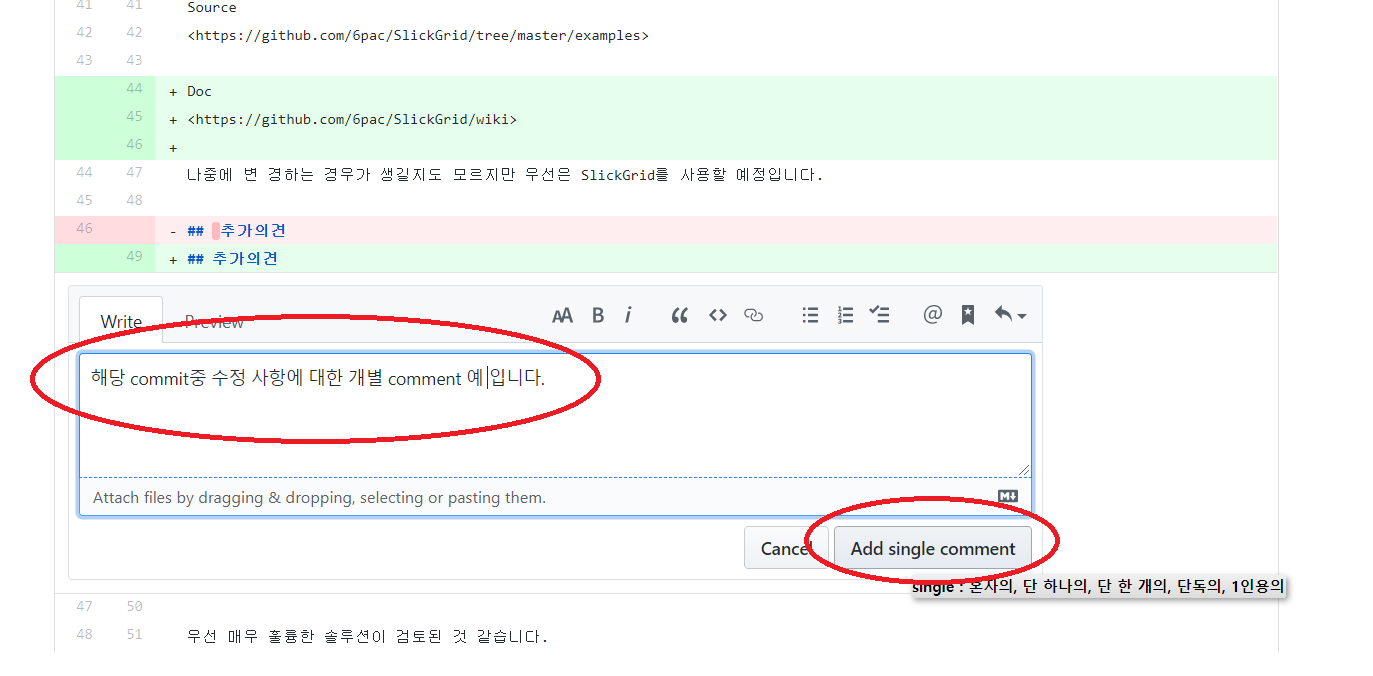 41 41 Source
42 42 <https://github.com/6pac/SlickGrid/tree/master/examples>
43 43
44 + Doc
45 + <https://github.com/6pac/SlickGrid/wiki>
46 +
44 47 나중에 변 경하는 경우가 생길지도 모르지만 우선은 SlickGrid를 사용할 예정입니다.
45 48
46 - ## 추가의견
49 + ## 추가의견
Write Preview AA B i “ <> @
해당 commit중 수정 사항에 대한 개별 comment 예입니다.
Attach files by dragging & dropping, selecting or pasting them. M↓
Cancel Add single comment
single : 혼자의, 단 하나의, 단 한 개의, 단독의, 1인용의
47 50
48 51 우선 매우 훌륭한 솔루션이 검토된 것 같습니다.